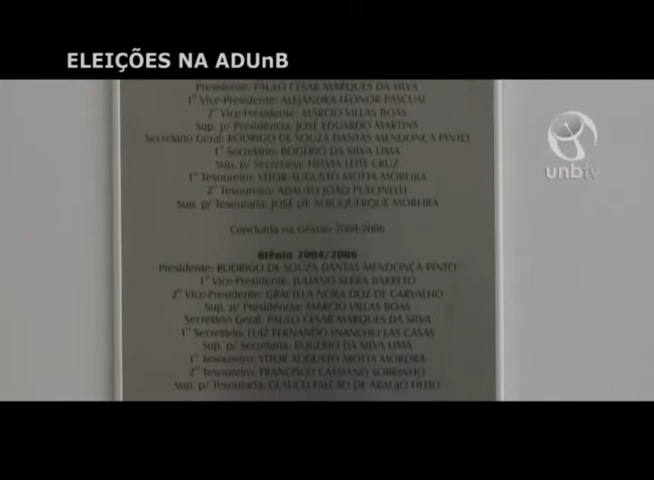 ELEIÇÕES NA ADUnB
Presidente: PAULO CÉSAR MARQUES DA SILVA
1º Vice-Presidente: ALEJANDRA LEONOR PASCUAL
2º Vice-Presidente: MÁRCIO VILLAS BOAS
Sup. p/ Presidência: JOSÉ EDUARDO MARTINS
Secretário Geral: RODRIGO DE SOUZA DANTAS MENDONÇA PINTO
1º Secretário: ROGÉRIO DA SILVA LIMA
Sup. p/ Secretaria: HELVIA LEITE CRUZ
1º Tesoureiro: VITOR AUGUSTO MOTTA MOREIRA
2º Tesoureiro: ADAUTO JOÃO PULCINELLI
Sup. p/ Tesouraria: JOSÉ DE ALBUQUERQUE MOREIRA
Concluída na Gestão 2004-2006
Biênio 2004/2006
Presidente: RODRIGO DE SOUZA DANTAS MENDONÇA PINTO
1º Vice-Presidente: JULIANO SERRA BARRETO
2º Vice-Presidente: GRACIELA NORA DOZ DE CARVALHO
Sup. p/ Presidência: MÁRCIO VILLAS BOAS
Secretário Geral: PAULO CÉSAR MARQUES DA SILVA
1º Secretário: LUIZ FERNANDO CASAS
Sup. p/ Secretaria: ROGÉRIO DA SILVA LIMA
1º Tesoureiro: VITOR AUGUSTO MOTTA MOREIRA
2º Tesoureiro: FRANCISCO CASSIANO SOBRINHO
Sup. p/ Tesouraria: GLAUCO FALCÃO DE ARAUJO FILHO
unbtv